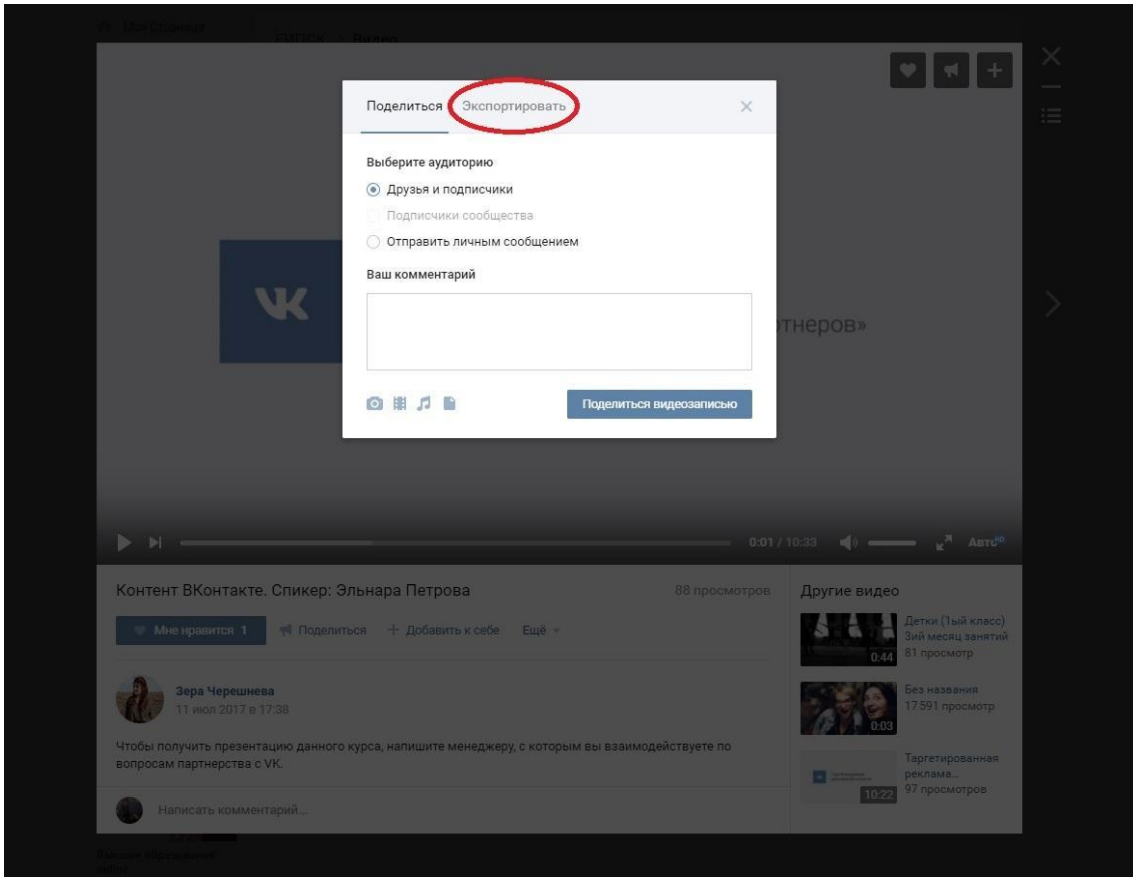 Моя Страница
Видео
Поделиться
Экспортировать
Выберите аудиторию
Друзья и подписчики
Подписчики сообщества
Отправить личным сообщением
Ваш комментарий
тнеров»
Поделиться видеозаписью
0:01 / 10:33
Авто HD
Контент ВКонтакте. Спикер: Эльнара Петрова
88 просмотров
Мне нравится 1
Поделиться
Добавить к себе
Ещё
Зера Черешнева
11 июл 2017 в 17:38
Чтобы получить презентацию данного курса, напишите менеджеру, с которым вы взаимодействуете по
вопросам партнерства с VK.
Написать комментарий...
Другие видео
Детки (1ый класс)
3ий месяц занятий
81 просмотр
0:44
Без названия
17 591 просмотр
0:03
Таргетированная
реклама...
97 просмотров
10:22